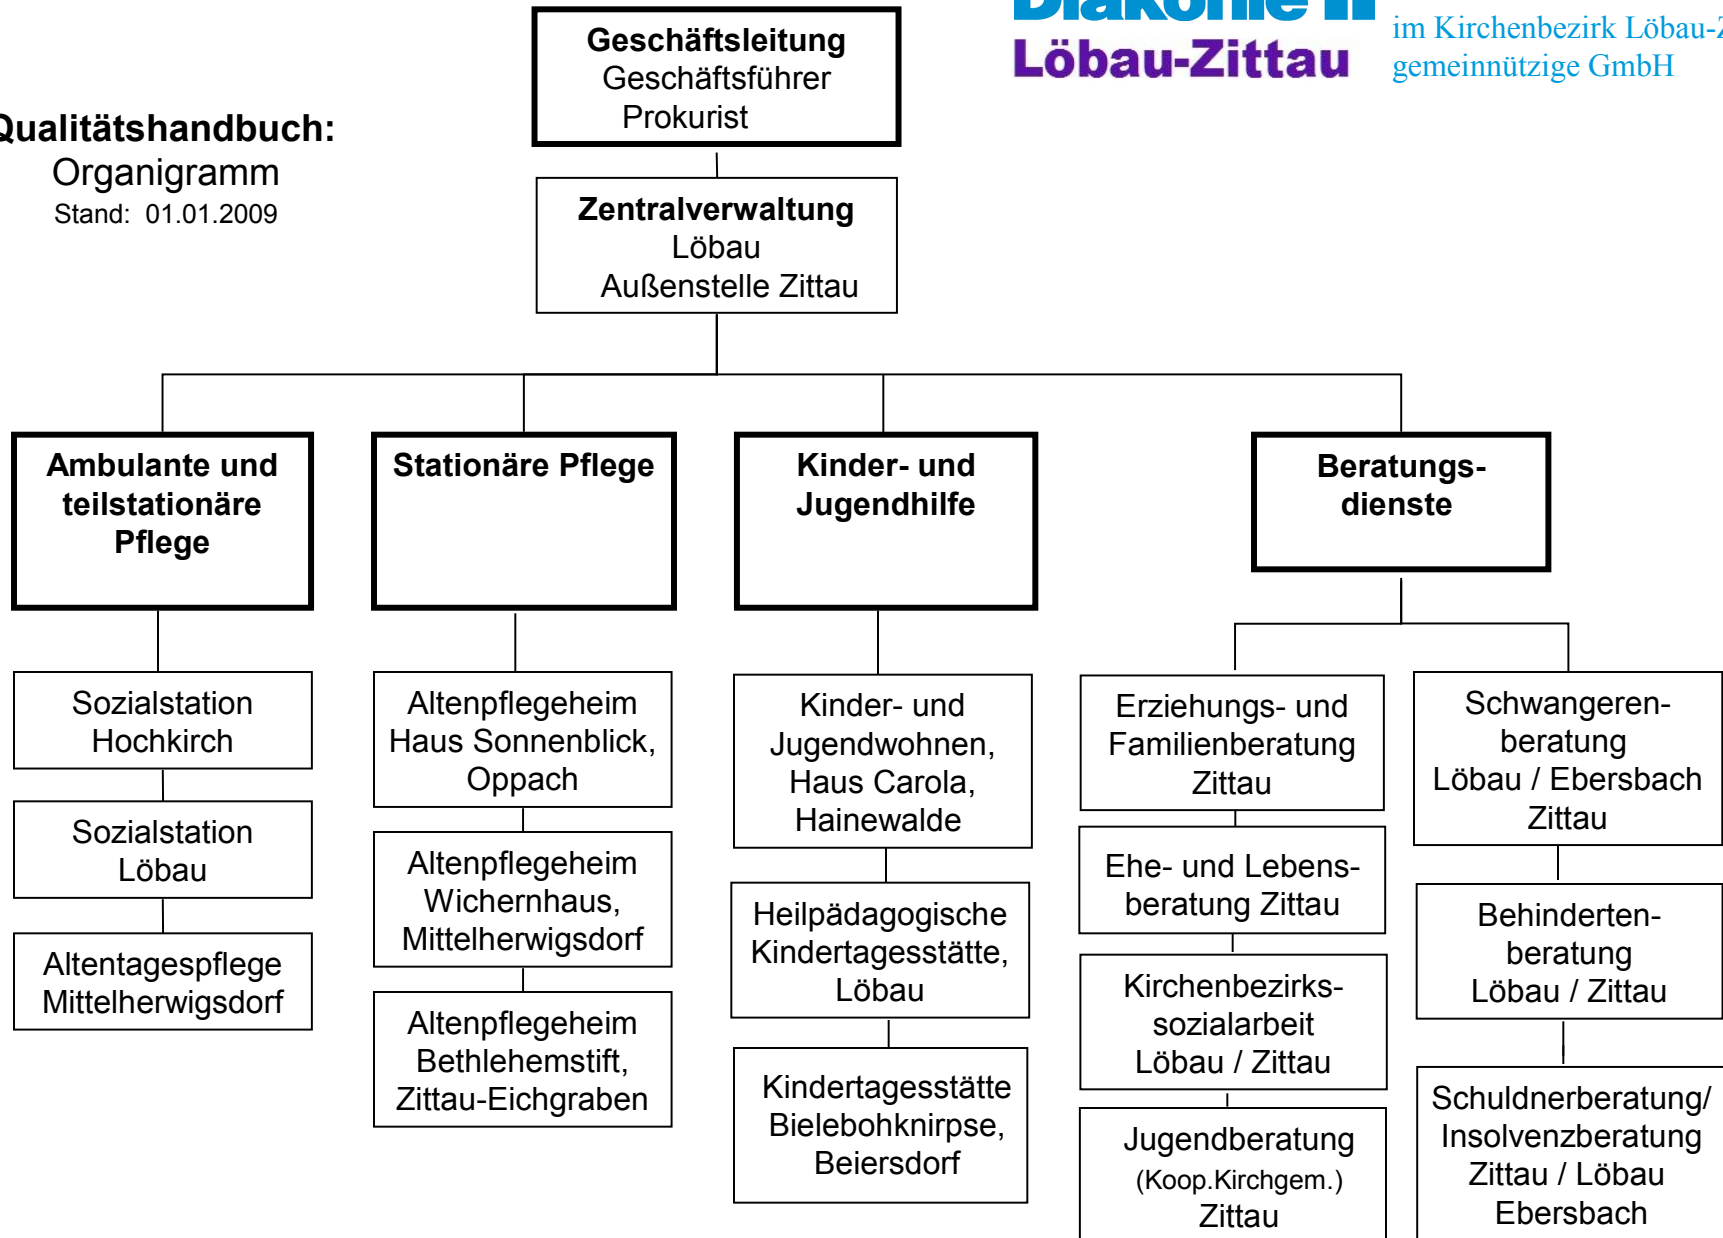 Diakonie
Löbau-Zittau
im Kirchenbezirk Löbau-Z
gemeinnützige GmbH
Qualitätshandbuch:
Organigramm
Stand: 01.01.2009
Geschäftsleitung
Geschäftsführer
Prokurist
Zentralverwaltung
Löbau
Außenstelle Zittau
Ambulante und
teilstationäre
Pflege
Sozialstation
Hochkirch
Sozialstation
Löbau
Altentagespflege
Mittelherwigsdorf
Stationäre Pflege
Altenpflegeheim
Haus Sonnenblick,
Oppach
Altenpflegeheim
Wichernhaus,
Mittelherwigsdorf
Altenpflegeheim
Bethlehemstift,
Zittau-Eichgraben
Kinder- und
Jugendhilfe
Kinder- und
Jugendwohnen,
Haus Carola,
Hainewalde
Heilpädagogische
Kindertagesstätte,
Löbau
Kindertagesstätte
Bielebohknirpse,
Beiersdorf
Beratungs-
dienste
Erziehungs- und
Familienberatung
Zittau
Ehe- und Lebens-
beratung Zittau
Kirchenbezirks-
sozialarbeit
Löbau / Zittau
Jugendberatung
(Koop.Kirchgem.)
Zittau
Schwangeren-
beratung
Löbau / Ebersbach
Zittau
Behinderten-
beratung
Löbau / Zittau
Schuldnerberatung/
Insolvenzberatung
Zittau / Löbau
Ebersbach